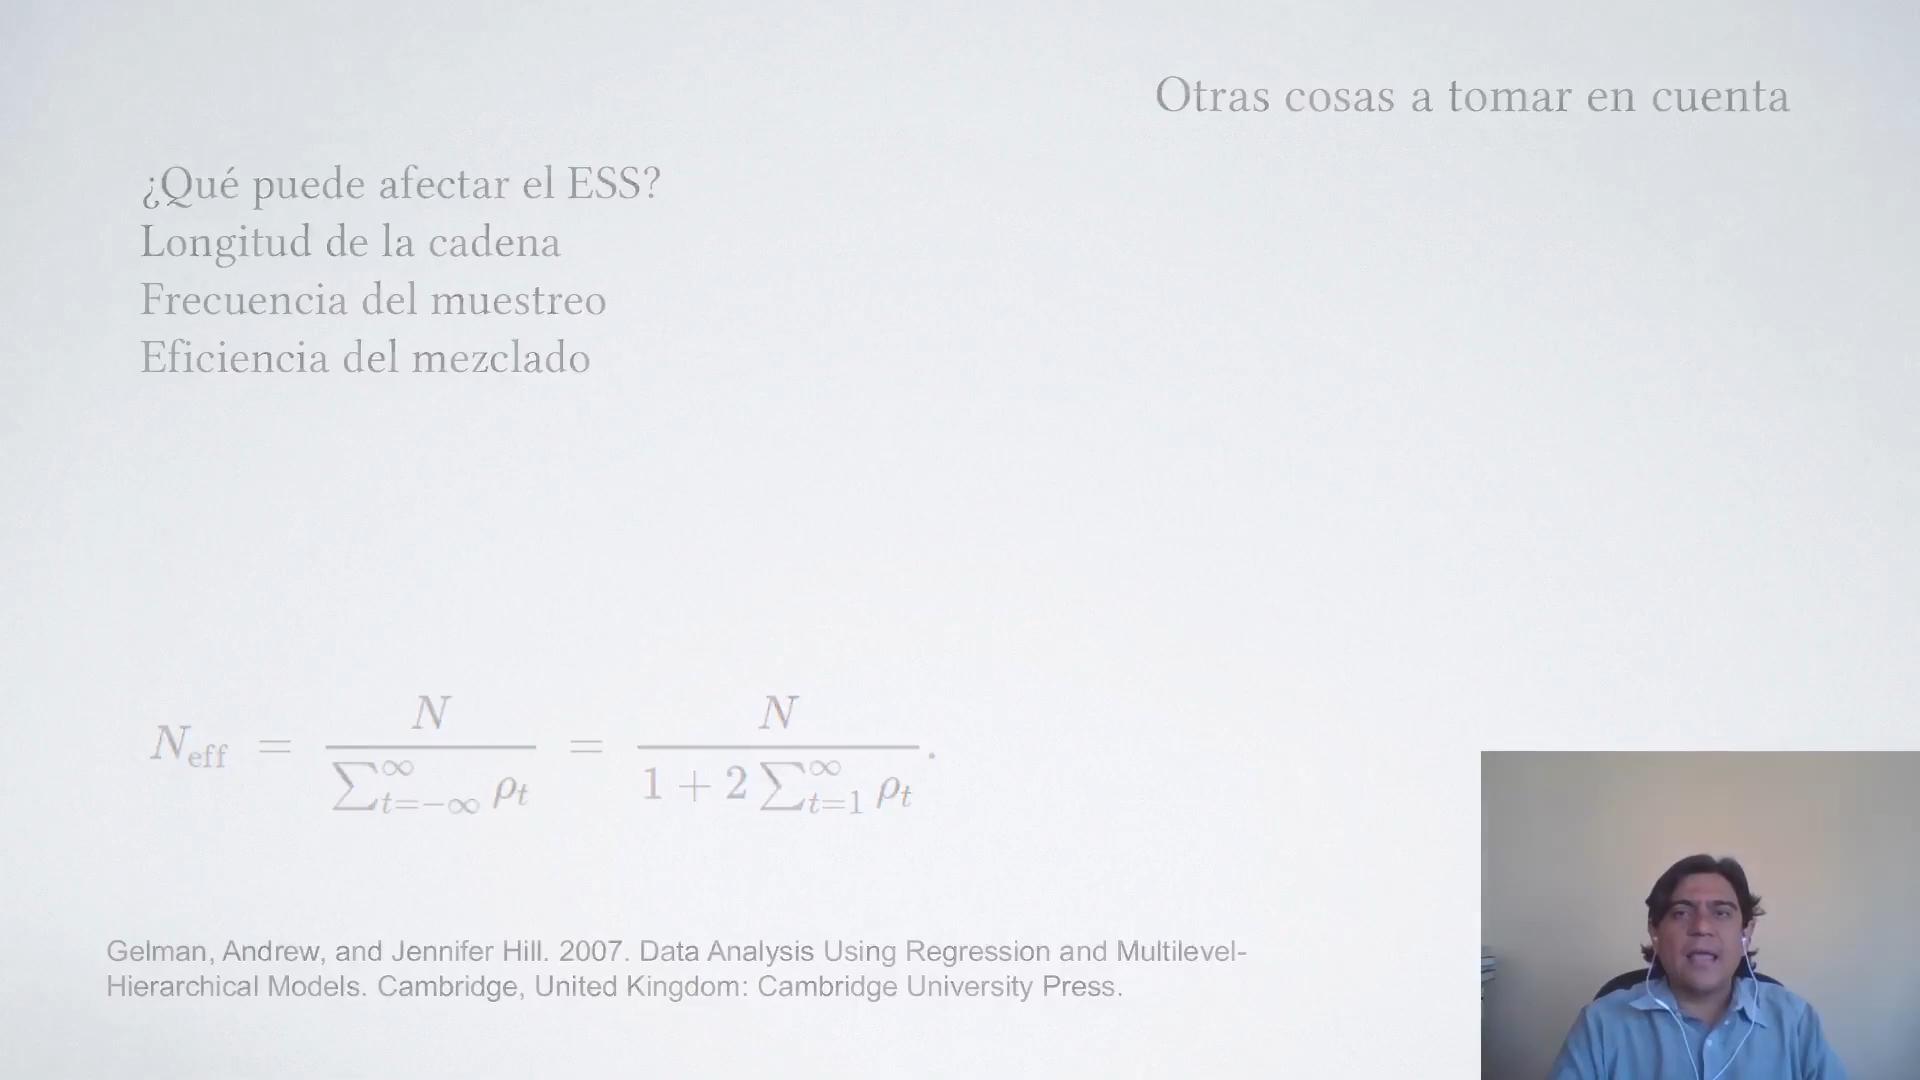 Otras cosas a tomar en cuenta
¿Qué puede afectar el ESS?
Longitud de la cadena
Frecuencia del muestreo
Eficiencia del mezclado
N_eff = N / ∑_{t=−∞}^{∞} ρ_t = N / (1 + 2 ∑_{t=1}^{∞} ρ_t).
Gelman, Andrew, and Jennifer Hill. 2007. Data Analysis Using Regression and Multilevel-
Hierarchical Models. Cambridge, United Kingdom: Cambridge University Press.